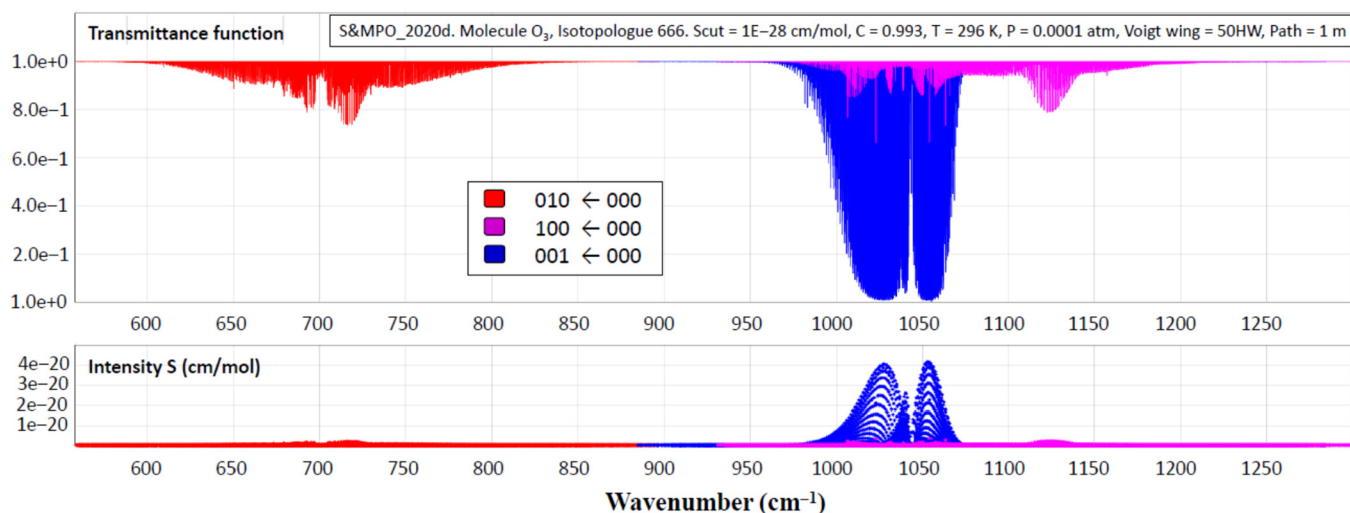 Transmittance function
S&MPO_2020d. Molecule O₃, Isotopologue 666. Scut = 1E–28 cm/mol, C = 0.993, T = 296 K, P = 0.0001 atm, Voigt wing = 50HW, Path = 1 m
1.0e+0
8.0e−1
6.0e−1
4.0e−1
2.0e−1
1.0e+0
010 ← 000
100 ← 000
001 ← 000
600 650 700 750 800 850 900 950 1000 1050 1100 1150 1200 1250
Intensity S (cm/mol)
4e−20
3e−20
2e−20
1e−20
600 650 700 750 800 850 900 950 1000 1050 1100 1150 1200 1250
Wavenumber (cm⁻¹)